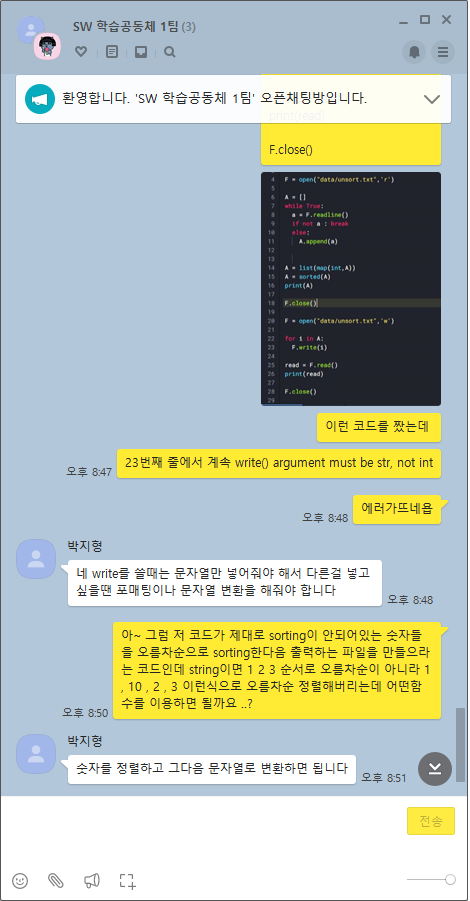 SW 학습공동체 1팀 (3)
환영합니다. 'SW 학습공동체 1팀' 오픈채팅방입니다.
print(read)
F.close()
4 F = open("data/unsort.txt",'r')
5
6 A = []
7 while True:
8 a = F.readline()
9 if not a : break
10 else:
11 A.append(a)
12
13
14 A = list(map(int,A))
15 A = sorted(A)
16 print(A)
17
18 F.close()
19
20 F = open("data/unsort.txt",'w')
21
22 for i in A:
23 F.write(i)
24
25 read = F.read()
26 print(read)
27
28 F.close()
29
이런 코드를 짰는데
23번째 줄에서 계속 write() argument must be str, not int
오후 8:47
에러가뜨네욥
오후 8:48
박지형
네 write를 쓸때는 문자열만 넣어줘야 해서 다른걸 넣고
싶을땐 포매팅이나 문자열 변환을 해줘야 합니다
오후 8:48
아~ 그럼 저 코드가 제대로 sorting이 안되어있는 숫자들
을 오름차순으로 sorting한다음 출력하는 파일을 만들으라
는 코드인데 string이면 1 2 3 순서로 오름차순이 아니라 1
, 10 , 2 , 3 이런식으로 오름차순 정렬해버리는데 어떤함
수를 이용하면 될까요 ..?
오후 8:50
박지형
숫자를 정렬하고 그다음 문자열로 변환하면 됩니다
오후 8:51
전송